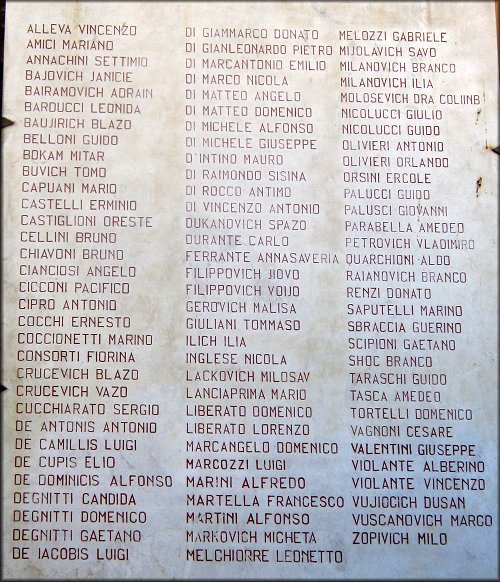 ALLEVA VINCENZO
AMICI MARIANO
ANNACHINI SETTIMIO
BAJOVICH JANICIE
BAIRAMOVICH ADRAIN
BARDUCCI LEONIDA
BAUJIRICH BLAZO
BELLONI GUIDO
BOKAM MITAR
BUVICH TOMO
CAPUANI MARIO
CASTELLI ERMINIO
CASTIGLIONI ORESTE
CELLINI BRUNO
CHIAVONI BRUNO
CIANCIOSI ANGELO
CICCONI PACIFICO
CIPRO ANTONIO
COCCHI ERNESTO
COCCIONETTI MARINO
CONSORTI FIORINA
CRUCEVICH BLAZO
CRUCEVICH VAZO
CUCCHIARATO SERGIO
DE ANTONIS ANTONIO
DE CAMILLIS LUIGI
DE CUPIS ELIO
DE DOMINICIS ALFONSO
DEGNITTI CANDIDA
DEGNITTI DOMENICO
DEGNITTI GAETANO
DE IACOBIS LUIGI
DI GIAMMARCO DONATO
DI GIANLEONARDO PIETRO
DI MARCANTONIO EMILIO
DI MARCO NICOLA
DI MATTEO ANGELO
DI MATTEO DOMENICO
DI MICHELE ALFONSO
DI MICHELE GIUSEPPE
D'INTINO MAURO
DI RAIMONDO SISINA
DI ROCCO ANTIMO
DI VINCENZO ANTONIO
DUKANOVICH SPAZO
DURANTE CARLO
FERRANTE ANNASAVERIA
FILIPPOVICH JIOVO
FILIPPOVICH VOIJO
GEROVICH MALISA
GIULIANI TOMMASO
ILICH ILIA
INGLESE NICOLA
LACKOVICH MILOSAV
LANCIAPRIMA MARIO
LIBERATO DOMENICO
LIBERATO LORENZO
MARCANGELO DOMENICO
MARCOZZI LUIGI
MARINI ALFREDO
MARTELLA FRANCESCO
MARTINI ALFONSO
MARKOVICH MICHETA
MELCHIORRE LEONETTO
MELOZZI GABRIELE
MIJOLAVICH SAVO
MILANOVICH BRANCO
MILANOVICH ILIA
MOLOSEVICH DRA COLIINB
NICOLUCCI GIULIO
NICOLUCCI GUIDO
OLIVIERI ANTONIO
OLIVIERI ORLANDO
ORSINI ERCOLE
PALUCCI GUIDO
PALUSCI GIOVANNI
PARABELLA AMEDEO
PETROVICH VLADIMIRO
QUARCHIONI ALDO
RAIANOVICH BRANCO
RENZI DONATO
SAPUTELLI MARINO
SBRACCIA GUERINO
SCIPIONI GAETANO
SHOC BRANCO
TARASCHI GUIDO
TASCA AMEDEO
TORTELLI DOMENICO
VAGNONI CESARE
VALENTINI GIUSEPPE
VIOLANTE ALBERINO
VIOLANTE VINCENZO
VUJIOCICH DUSAN
VUSCANOVICH MARCO
ZOPIVICH MILO